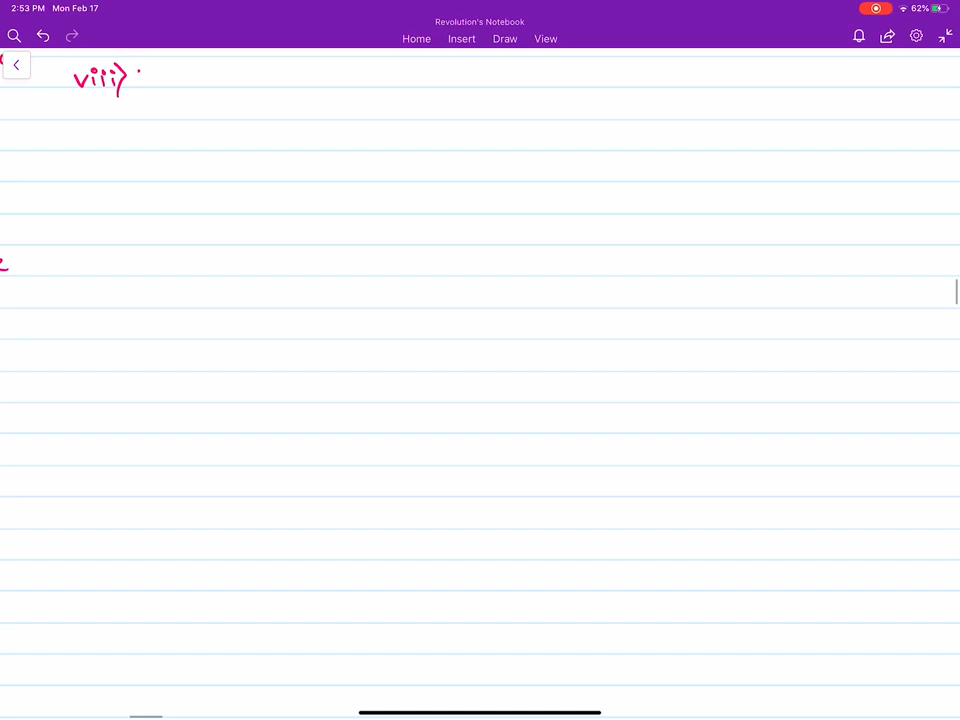 2:53 PM Mon Feb 17 62%
Revolution's Notebook
Home Insert Draw View
viii)